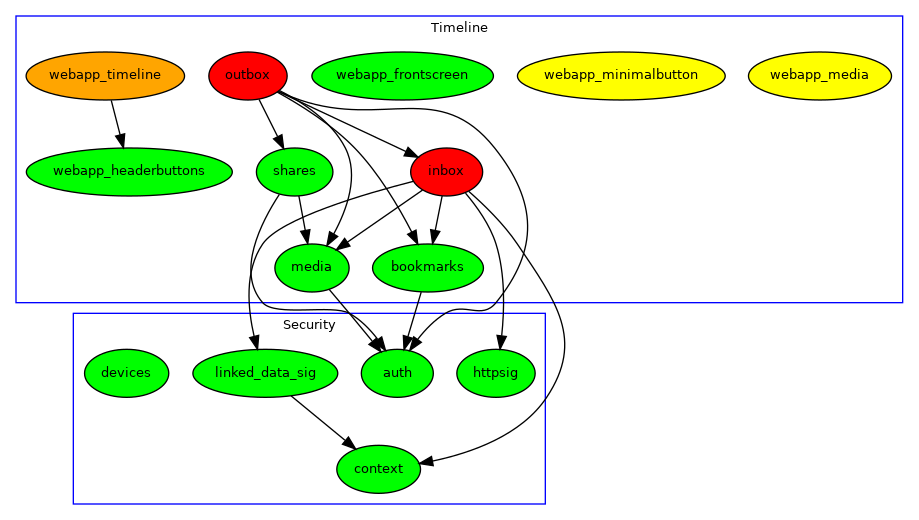 Timeline
webapp_timeline
outbox
webapp_frontscreen
webapp_minimalbutton
webapp_media
webapp_headerbuttons
shares
inbox
media
bookmarks
Security
devices
linked_data_sig
auth
httpsig
context